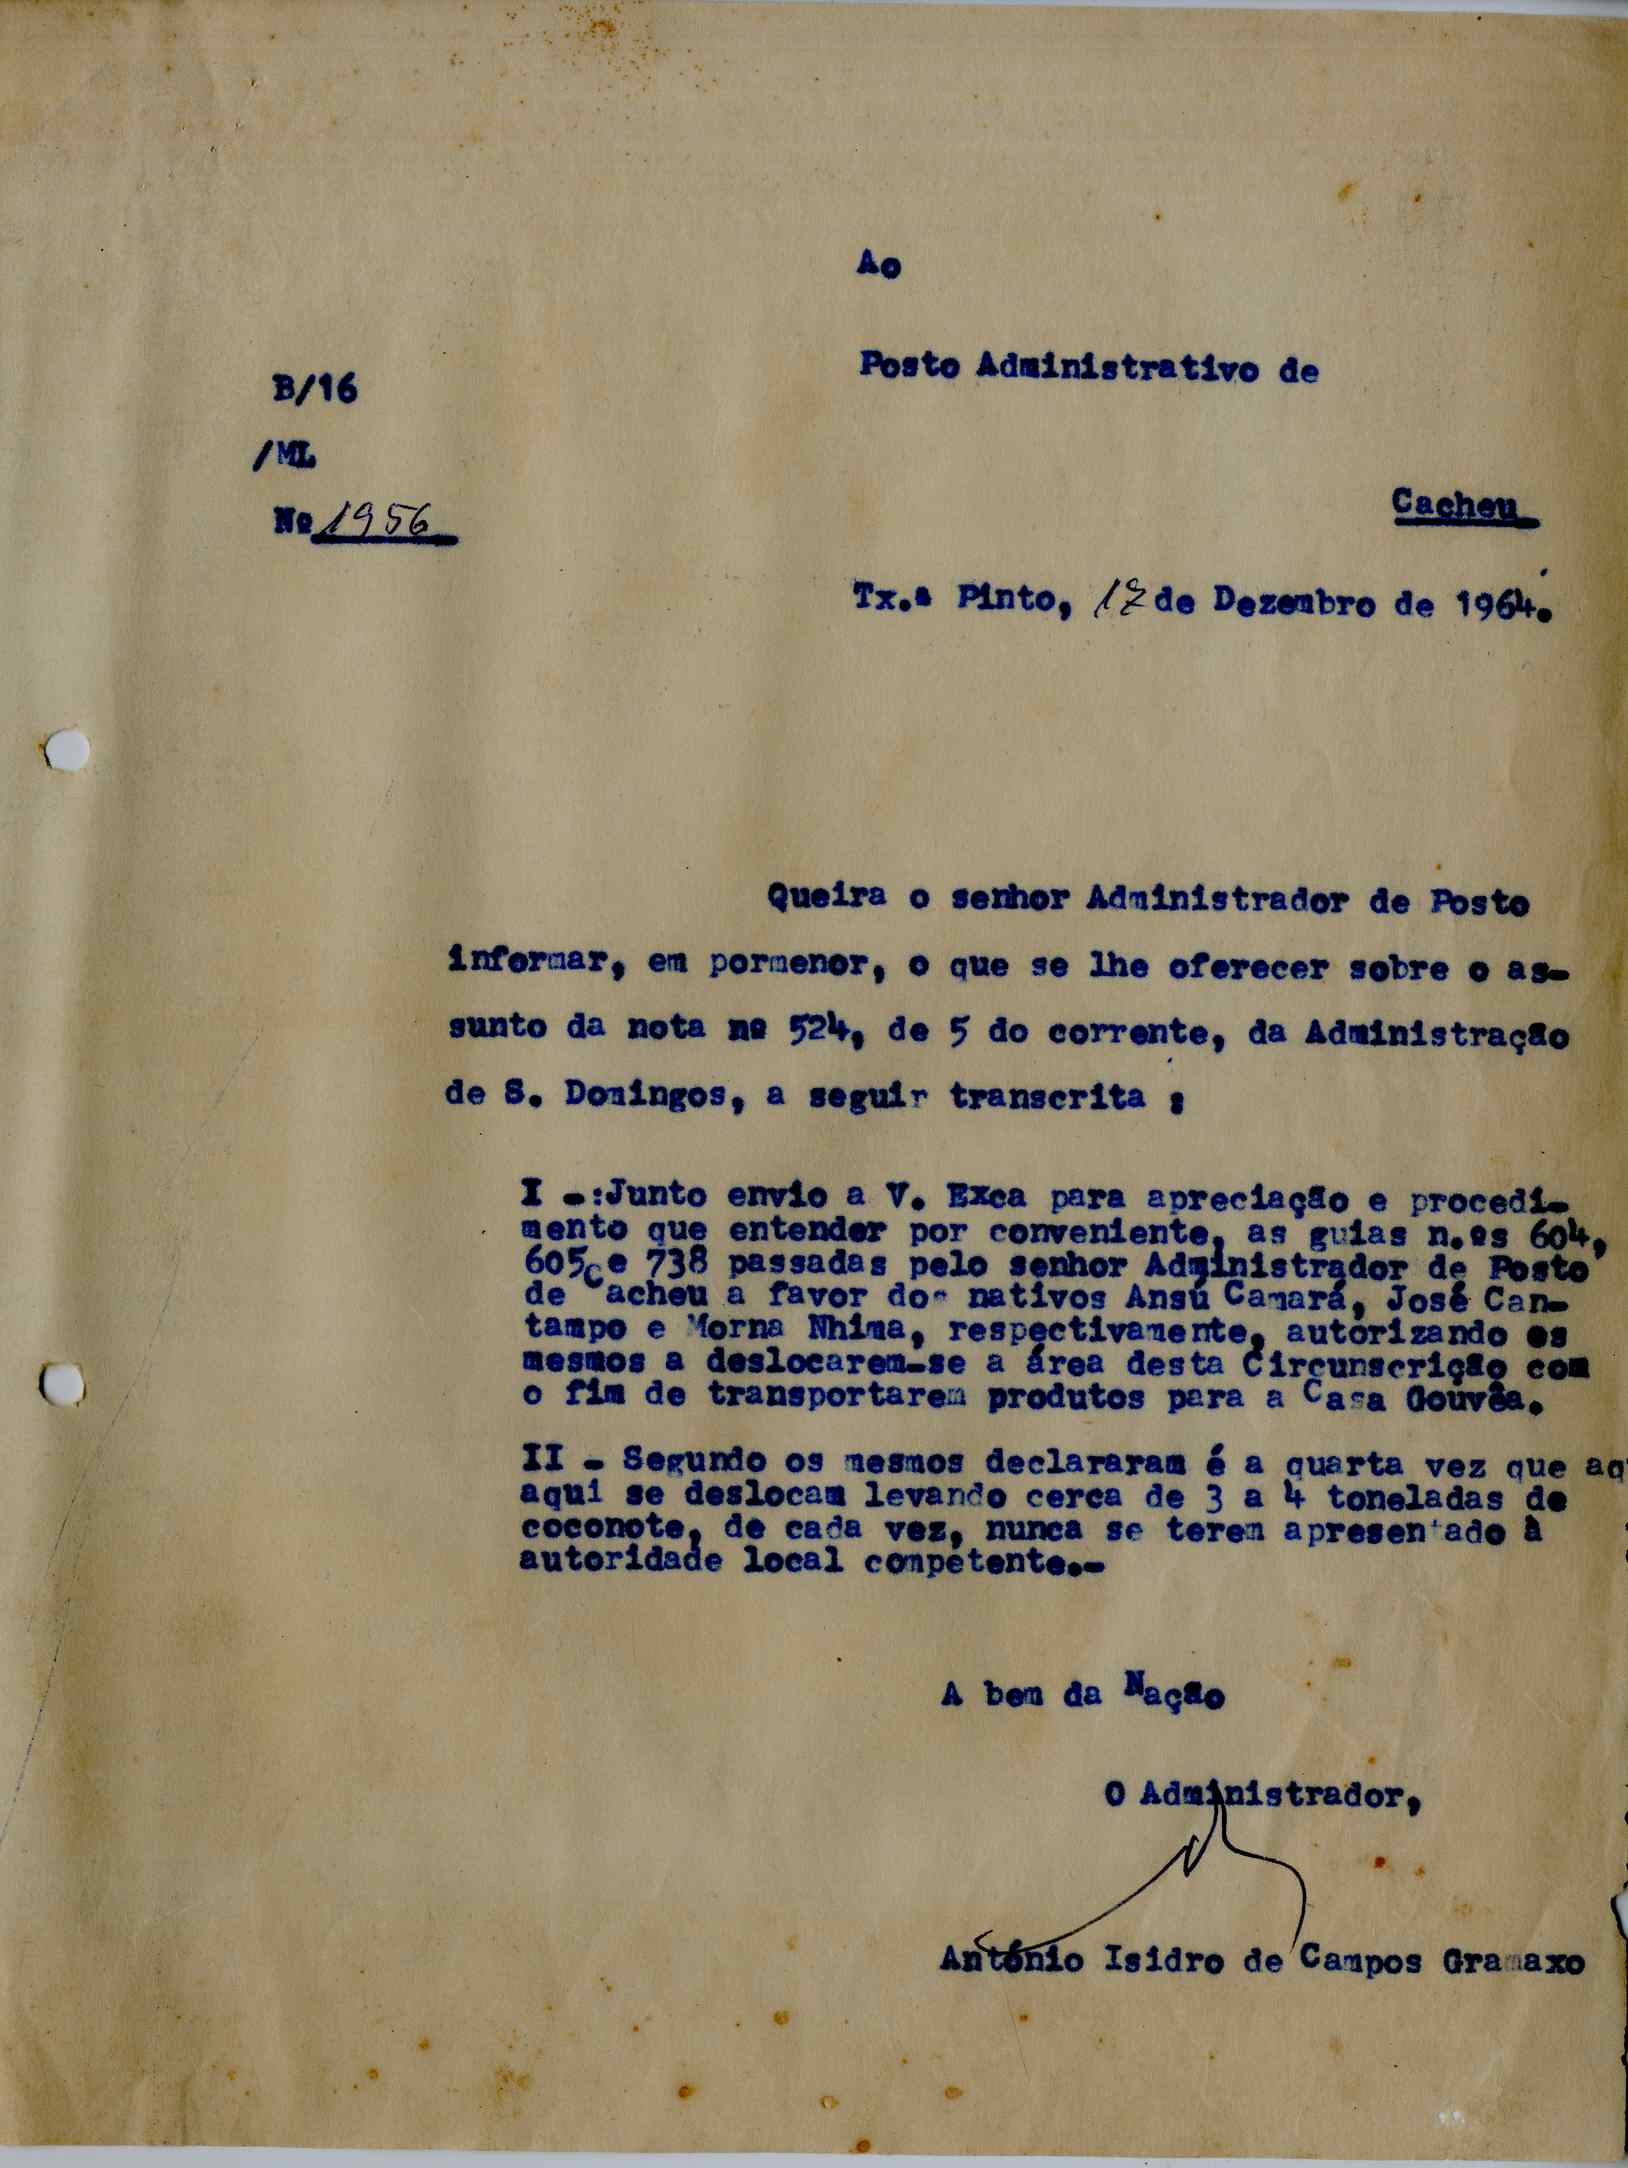 Ao
Posto Administrativo de
B/16
/ML
Nº 1956
Cacheu
Tx.ª Pinto, 17 de Dezembro de 1964.
Queira o senhor Administrador de Posto
informar, em pormenor, o que se lhe oferecer sobre o as-
sunto da nota nº 524, de 5 do corrente, da Administração
de S. Domingos, a seguir transcrita :
I -:Junto envio a V. Exca para apreciação e procedi-
mento que entender por conveniente, as guias n.ºs 604,
605 e 738 passadas pelo senhor Administrador de Posto
de Cacheu a favor dos nativos Ansú Camará, José Can-
tampo e Morna Nhima, respectivamente, autorizando os
mesmos a deslocarem-se a área desta Circunscrição com
o fim de transportarem produtos para a Casa Gouvêa.
II - Segundo os mesmos declararam é a quarta vez que aq
aqui se deslocam levando cerca de 3 a 4 toneladas de
coconote, de cada vez, nunca se terem apresentado à
autoridade local competente.-
A bem da Nação
O Administrador,
António Isidro de Campos Gramaxo